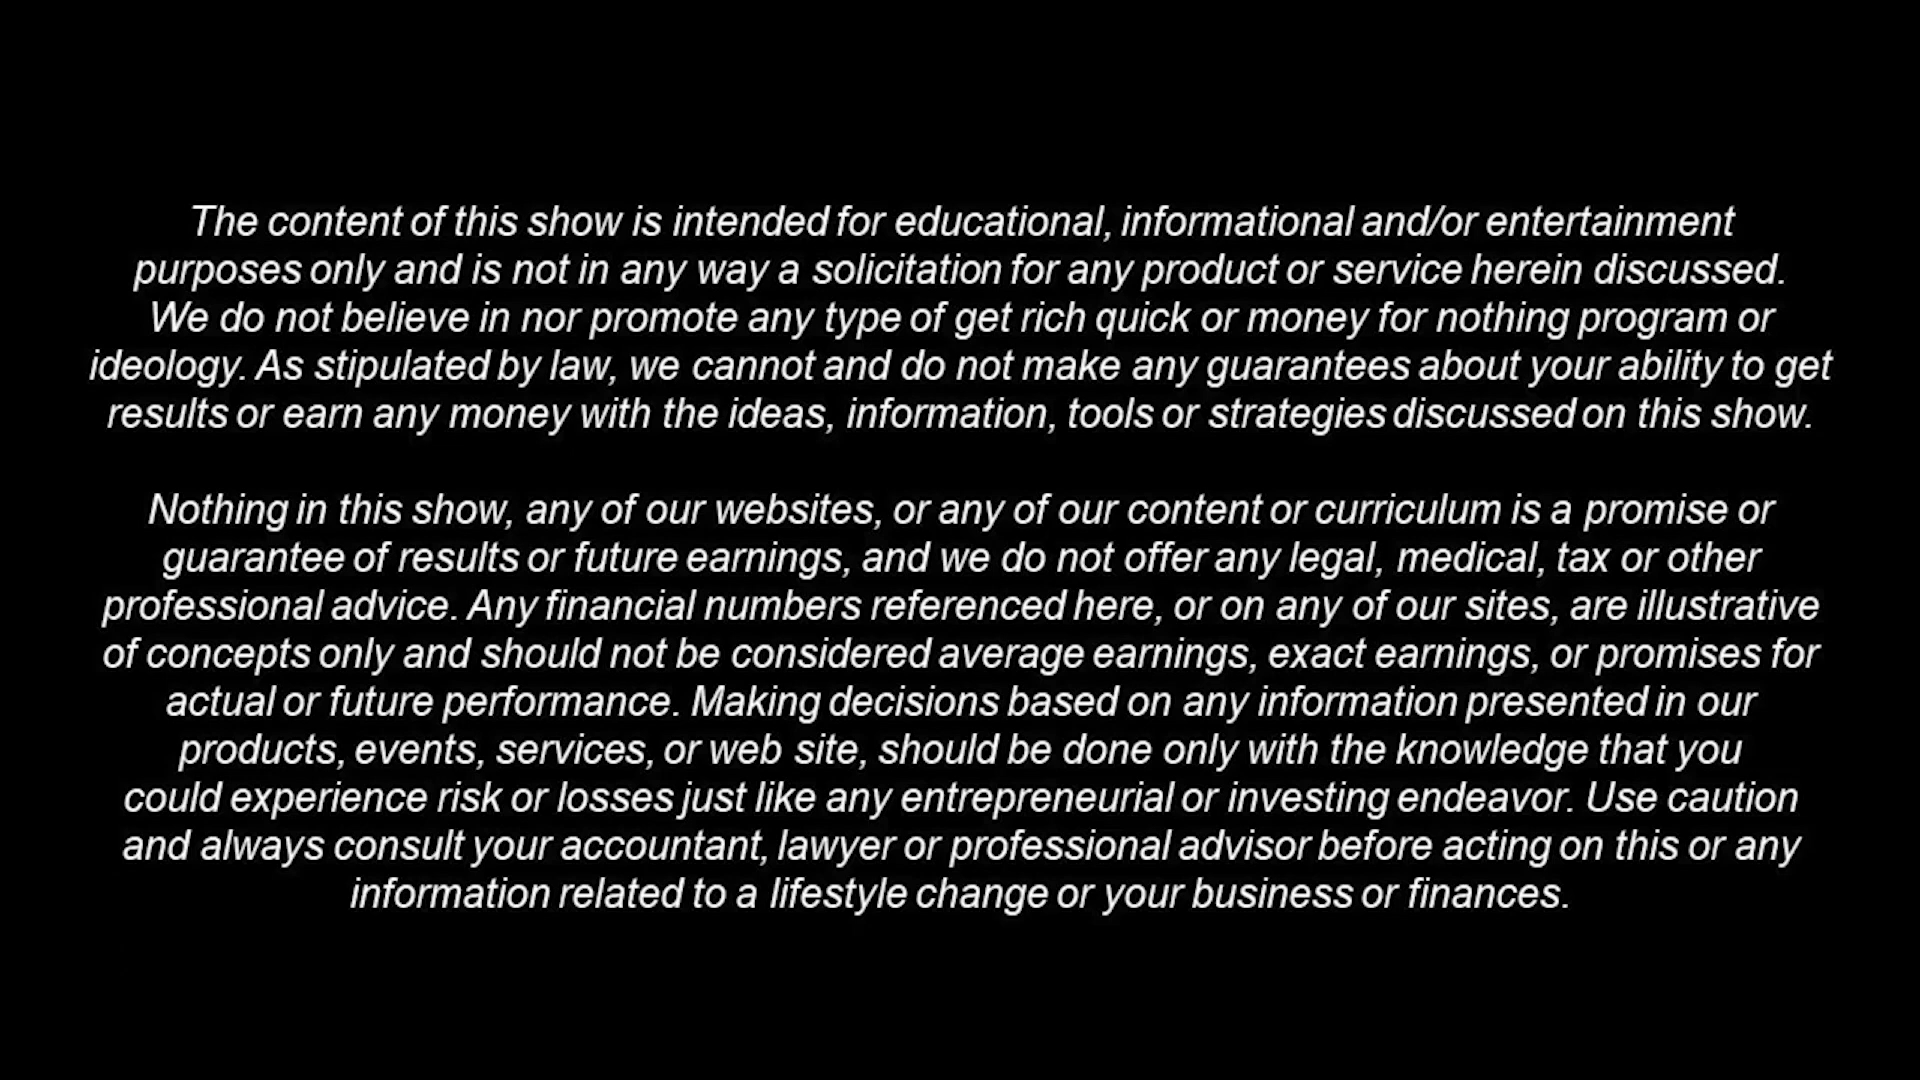 The content of this show is intended for educational, informational and/or entertainment
purposes only and is not in any way a solicitation for any product or service herein discussed.
We do not believe in nor promote any type of get rich quick or money for nothing program or
ideology. As stipulated by law, we cannot and do not make any guarantees about your ability to get
results or earn any money with the ideas, information, tools or strategies discussed on this show.
Nothing in this show, any of our websites, or any of our content or curriculum is a promise or
guarantee of results or future earnings, and we do not offer any legal, medical, tax or other
professional advice. Any financial numbers referenced here, or on any of our sites, are illustrative
of concepts only and should not be considered average earnings, exact earnings, or promises for
actual or future performance. Making decisions based on any information presented in our
products, events, services, or web site, should be done only with the knowledge that you
could experience risk or losses just like any entrepreneurial or investing endeavor. Use caution
and always consult your accountant, lawyer or professional advisor before acting on this or any
information related to a lifestyle change or your business or finances.